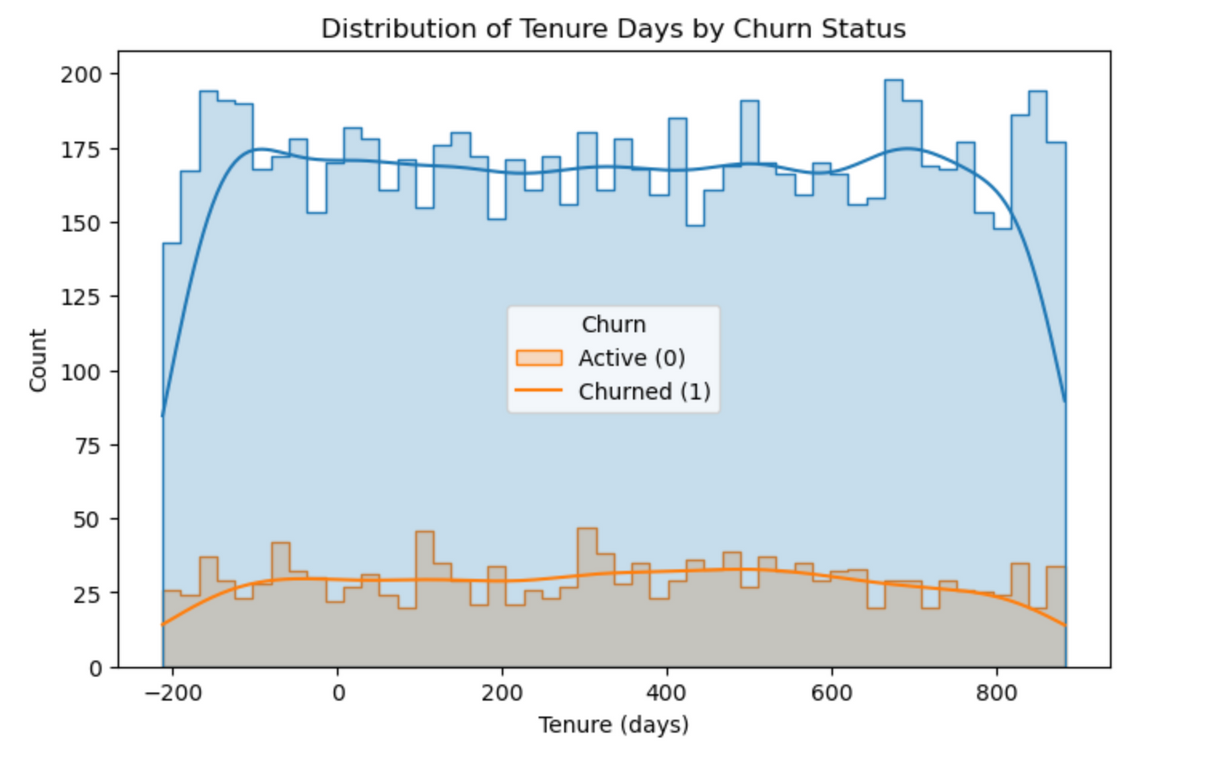 Distribution of Tenure Days by Churn Status
200
175
150
125
100
75
50
25
0
Count
Churn
Active (0)
Churned (1)
−200
0
200
400
600
800
Tenure (days)